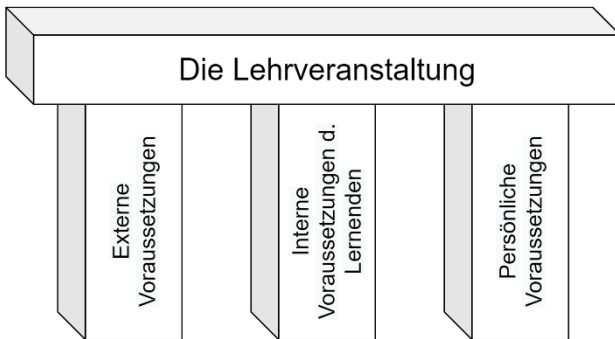 Die Lehrveranstaltung
Externe
Voraussetzungen
Interne
Voraussetzungen d.
Lernenden
Persönliche
Voraussetzungen